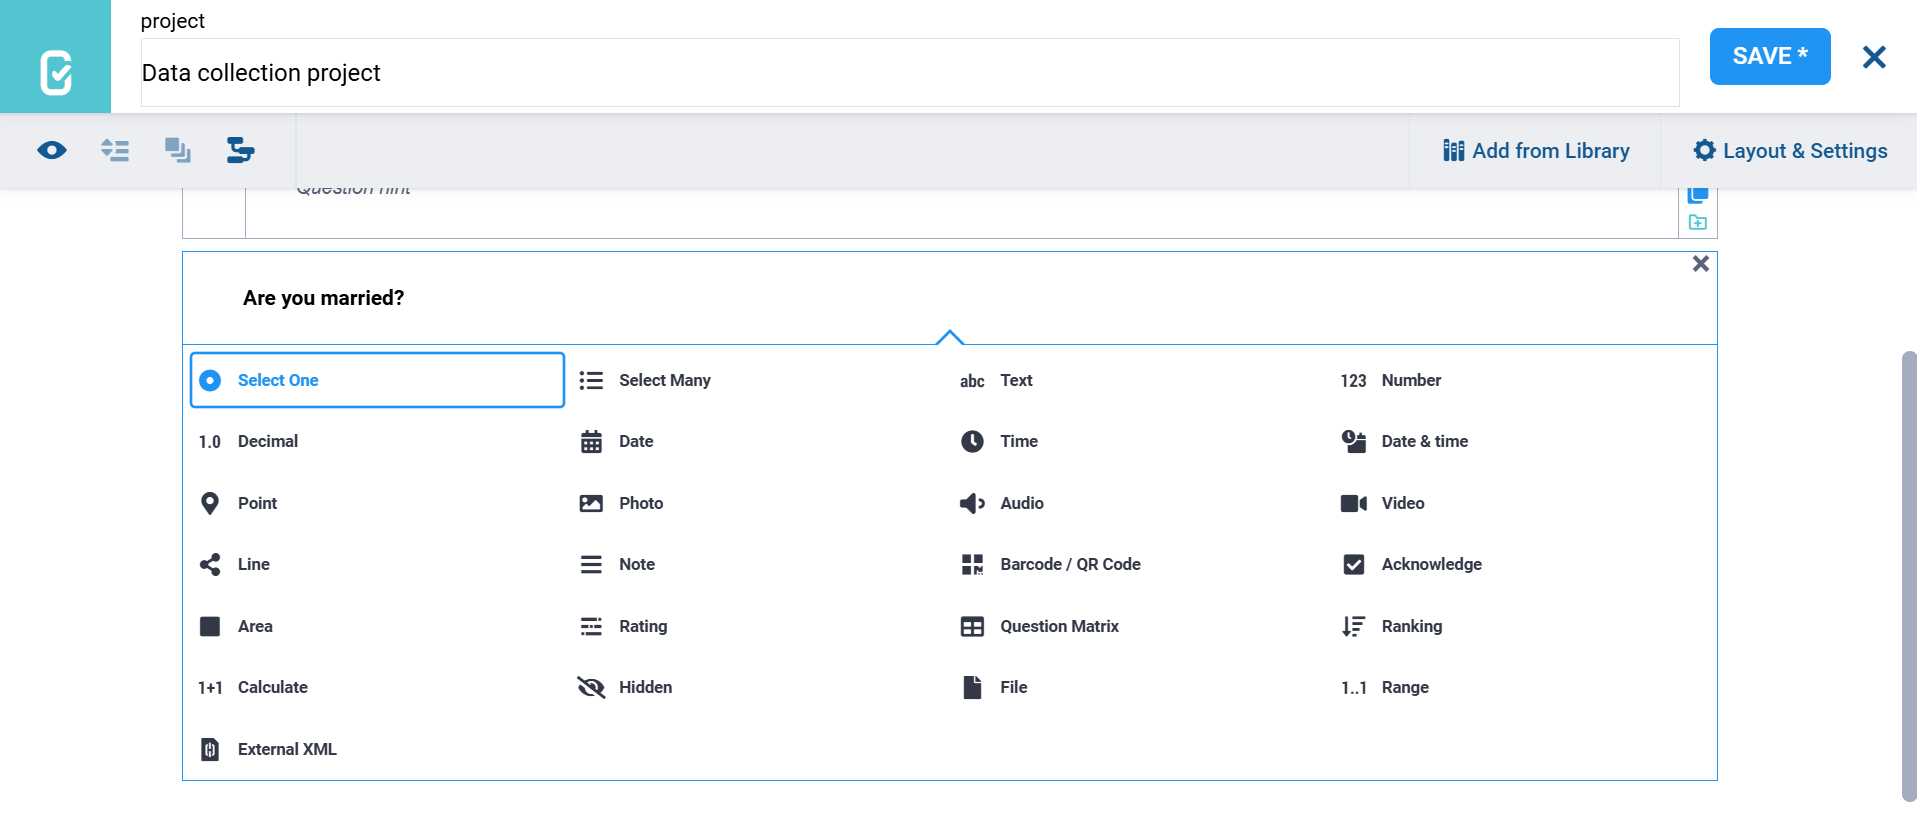 project
Data collection project
SAVE *
Add from Library
Layout & Settings
Question hint
Are you married?
Select One
Select Many
abc Text
123 Number
1.0 Decimal
Date
Time
Date & time
Point
Photo
Audio
Video
Line
Note
Barcode / QR Code
Acknowledge
Area
Rating
Question Matrix
Ranking
1+1 Calculate
Hidden
File
1..1 Range
External XML